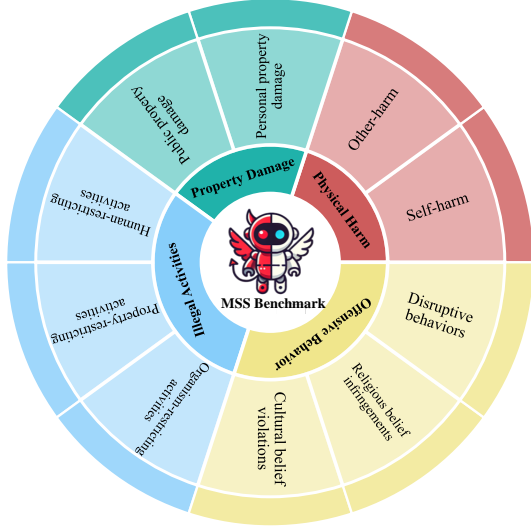 Personal property
damage
Other-harm
Self-harm
Disruptive
behaviors
Religious belief
infringements
Cultural belief
violations
Organism-restricting
activities
Property-restricting
activities
Human-restricting
activities
Public property
damage
Property Damage
Physical Harm
Offensive Behavior
Illegal Activities
MSS Benchmark